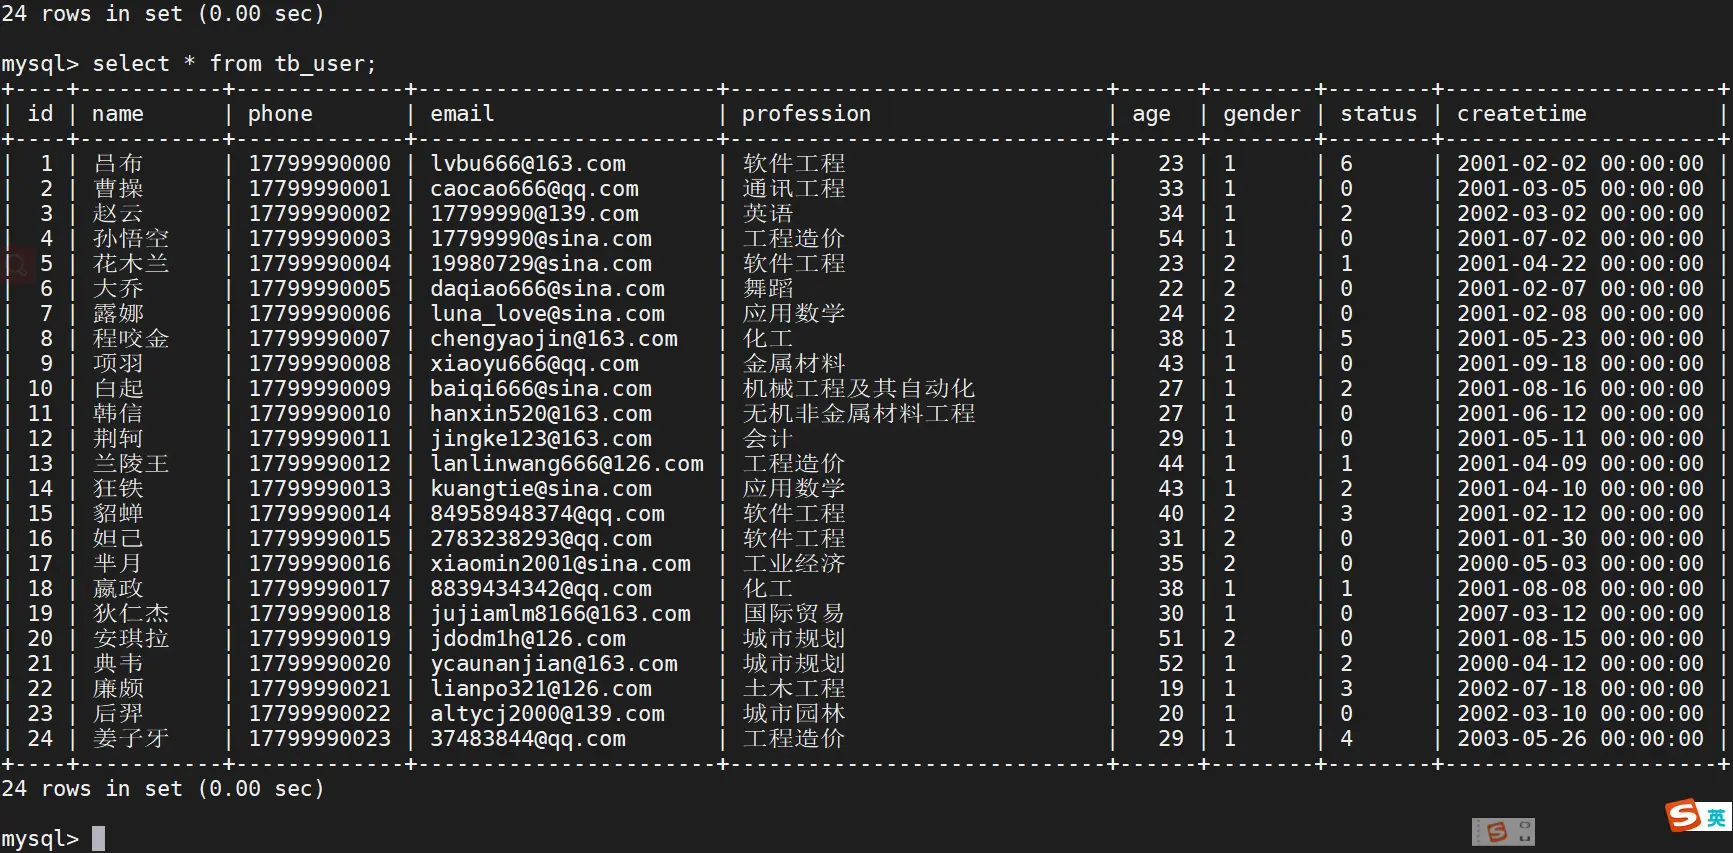 24 rows in set (0.00 sec)
mysql> select * from tb_user;
+----+-----------+-------------+-----------------------+-----------------------------+------+--------+--------+---------------------+
| id | name | phone | email | profession | age | gender | status | createtime |
+----+-----------+-------------+-----------------------+-----------------------------+------+--------+--------+---------------------+
| 1 | 吕布 | 17799990000 | lvbu666@163.com | 软件工程 | 23 | 1 | 6 | 2001-02-02 00:00:00 |
| 2 | 曹操 | 17799990001 | caocao666@qq.com | 通讯工程 | 33 | 1 | 0 | 2001-03-05 00:00:00 |
| 3 | 赵云 | 17799990002 | 17799990@139.com | 英语 | 34 | 1 | 2 | 2002-03-02 00:00:00 |
| 4 | 孙悟空 | 17799990003 | 17799990@sina.com | 工程造价 | 54 | 1 | 0 | 2001-07-02 00:00:00 |
| 5 | 花木兰 | 17799990004 | 19980729@sina.com | 软件工程 | 23 | 2 | 1 | 2001-04-22 00:00:00 |
| 6 | 大乔 | 17799990005 | daqiao666@sina.com | 舞蹈 | 22 | 2 | 0 | 2001-02-07 00:00:00 |
| 7 | 露娜 | 17799990006 | luna_love@sina.com | 应用数学 | 24 | 2 | 0 | 2001-02-08 00:00:00 |
| 8 | 程咬金 | 17799990007 | chengyaojin@163.com | 化工 | 38 | 1 | 5 | 2001-05-23 00:00:00 |
| 9 | 项羽 | 17799990008 | xiaoyu666@qq.com | 金属材料 | 43 | 1 | 0 | 2001-09-18 00:00:00 |
| 10 | 白起 | 17799990009 | baiqi666@sina.com | 机械工程及其自动化 | 27 | 1 | 2 | 2001-08-16 00:00:00 |
| 11 | 韩信 | 17799990010 | hanxin520@163.com | 无机非金属材料工程 | 27 | 1 | 0 | 2001-06-12 00:00:00 |
| 12 | 荆轲 | 17799990011 | jingke123@163.com | 会计 | 29 | 1 | 0 | 2001-05-11 00:00:00 |
| 13 | 兰陵王 | 17799990012 | lanlinwang666@126.com | 工程造价 | 44 | 1 | 1 | 2001-04-09 00:00:00 |
| 14 | 狂铁 | 17799990013 | kuangtie@sina.com | 应用数学 | 43 | 1 | 2 | 2001-04-10 00:00:00 |
| 15 | 貂蝉 | 17799990014 | 84958948374@qq.com | 软件工程 | 40 | 2 | 3 | 2001-02-12 00:00:00 |
| 16 | 妲己 | 17799990015 | 2783238293@qq.com | 软件工程 | 31 | 2 | 0 | 2001-01-30 00:00:00 |
| 17 | 芈月 | 17799990016 | xiaomin2001@sina.com | 工业经济 | 35 | 2 | 0 | 2000-05-03 00:00:00 |
| 18 | 嬴政 | 17799990017 | 8839434342@qq.com | 化工 | 38 | 1 | 1 | 2001-08-08 00:00:00 |
| 19 | 狄仁杰 | 17799990018 | jujiamlm8166@163.com | 国际贸易 | 30 | 1 | 0 | 2007-03-12 00:00:00 |
| 20 | 安琪拉 | 17799990019 | jdodm1h@126.com | 城市规划 | 51 | 2 | 0 | 2001-08-15 00:00:00 |
| 21 | 典韦 | 17799990020 | ycaunanjian@163.com | 城市规划 | 52 | 1 | 2 | 2000-04-12 00:00:00 |
| 22 | 廉颇 | 17799990021 | lianpo321@126.com | 土木工程 | 19 | 1 | 3 | 2002-07-18 00:00:00 |
| 23 | 后羿 | 17799990022 | altycj2000@139.com | 城市园林 | 20 | 1 | 0 | 2002-03-10 00:00:00 |
| 24 | 姜子牙 | 17799990023 | 37483844@qq.com | 工程造价 | 29 | 1 | 4 | 2003-05-26 00:00:00 |
+----+-----------+-------------+-----------------------+-----------------------------+------+--------+--------+---------------------+
24 rows in set (0.00 sec)
mysql>
S 英
S